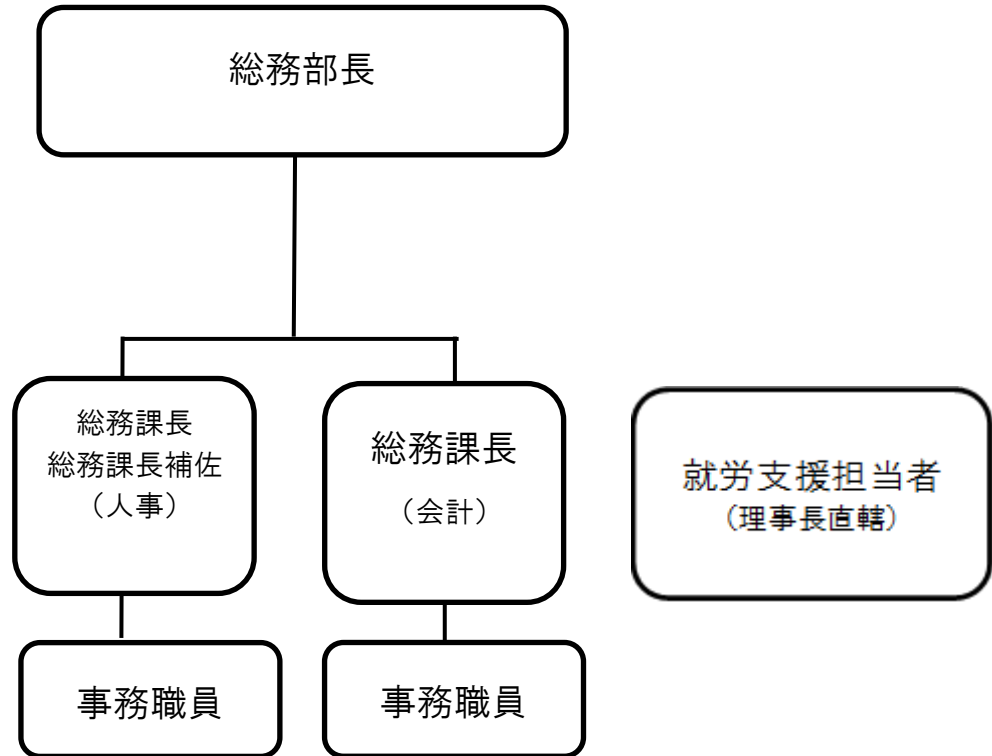 総務部長
総務課長
総務課長補佐
（人事）
総務課長
（会計）
就労支援担当者
（理事長直轄）
事務職員
事務職員